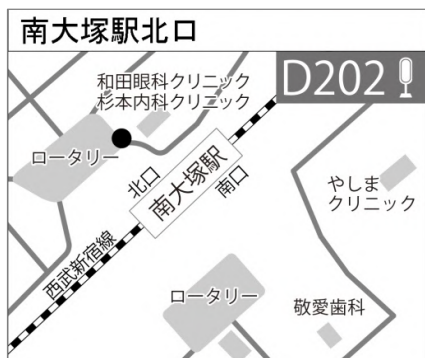 南大塚駅北口
D202
和田眼科クリニック
杉本内科クリニック
ロータリー
北口
南大塚駅
南口
やしま
クリニック
西武新宿線
ロータリー
敬愛歯科